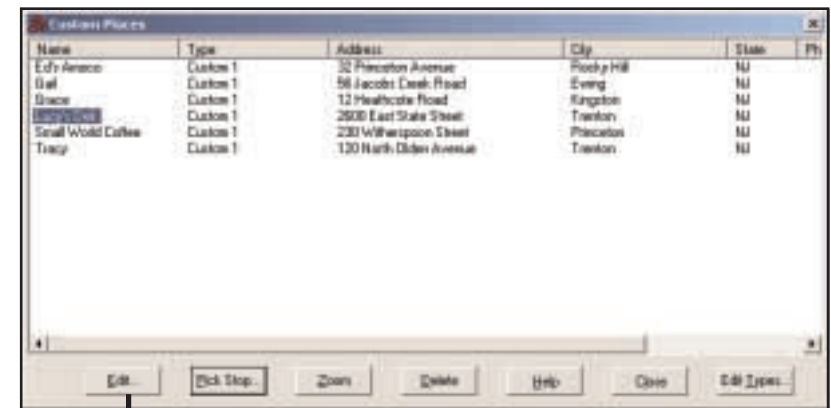 Custom Places
Name Type Address City State Ph
Ed's Amoco Custom 1 32 Princeton Avenue Rocky Hill NJ
Gail Custom 1 98 Jacobs Creek Road Ewing NJ
Grace Custom 1 12 Heathcote Road Kingston NJ
Custom 1 2600 East State Street Trenton NJ
Small World Coffee Custom 1 230 Witherspoon Street Princeton NJ
Tracy Custom 1 120 North Olden Avenue Trenton NJ
Edit... Pick Stop... Zoom Delete Help Close Edit Types...